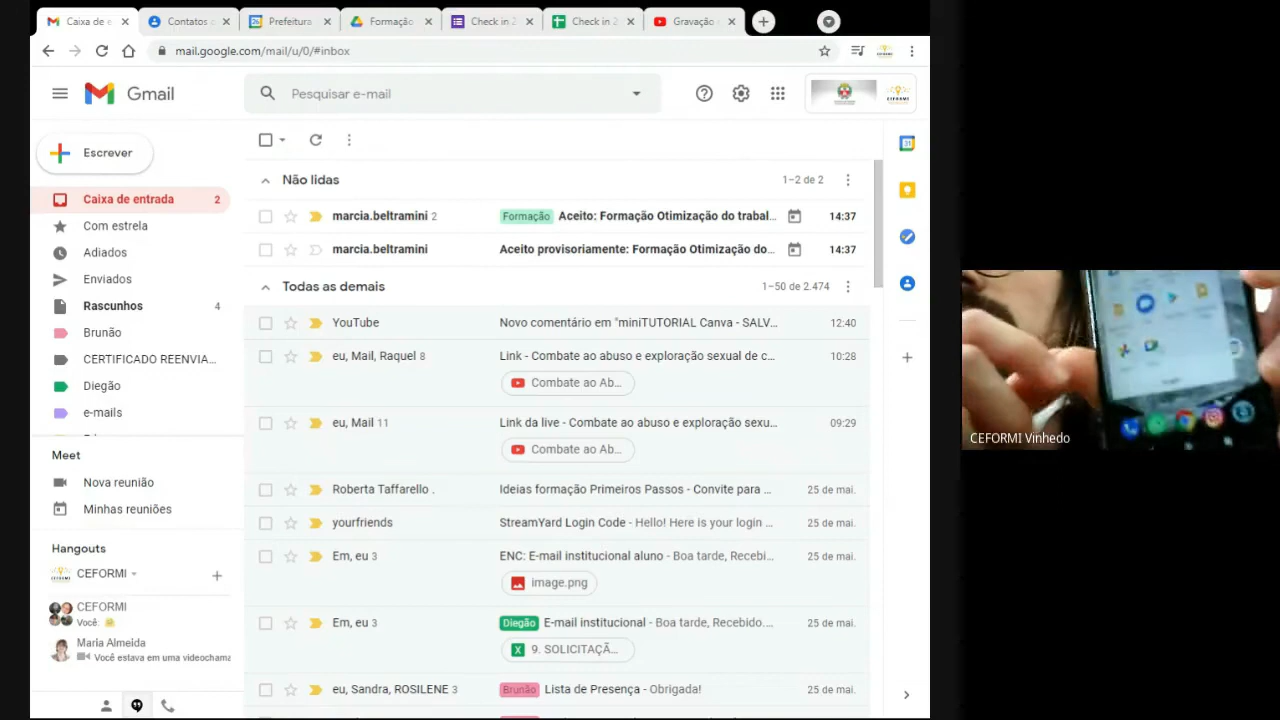 Caixa de e
Contatos
Prefeitura
Formação
Check in 2
Check in 2
Gravação
mail.google.com/mail/u/0/#inbox
Gmail
Pesquisar e-mail
Escrever
Caixa de entrada 2
Com estrela
Adiados
Enviados
Rascunhos 4
Brunão
CERTIFICADO REENVIA...
Diegão
e-mails
Meet
Nova reunião
Minhas reuniões
Hangouts
CEFORMI
CEFORMI
Você:
Maria Almeida
Você estava em uma videochama
Não lidas 1–2 de 2
marcia.beltramini 2 Formação Aceito: Formação Otimização do trabal... 14:37
marcia.beltramini Aceito provisoriamente: Formação Otimização do... 14:37
Todas as demais 1–50 de 2.474
YouTube Novo comentário em "miniTUTORIAL Canva - SALV... 12:40
eu, Mail, Raquel 8 Link - Combate ao abuso e exploração sexual de c... 10:28
Combate ao Ab...
eu, Mail 11 Link da live - Combate ao abuso e exploração sexu... 09:29
Combate ao Ab...
Roberta Taffarello . Ideias formação Primeiros Passos - Convite para ... 25 de mai.
yourfriends StreamYard Login Code - Hello! Here is your login ... 25 de mai.
Em, eu 3 ENC: E-mail institucional aluno - Boa tarde, Recebi... 25 de mai.
image.png
Em, eu 3 Diegão E-mail institucional - Boa tarde, Recebido.... 25 de mai.
9. SOLICITAÇÃ...
eu, Sandra, ROSILENE 3 Brunão Lista de Presença - Obrigada! 25 de mai.
CEFORMI Vinhedo